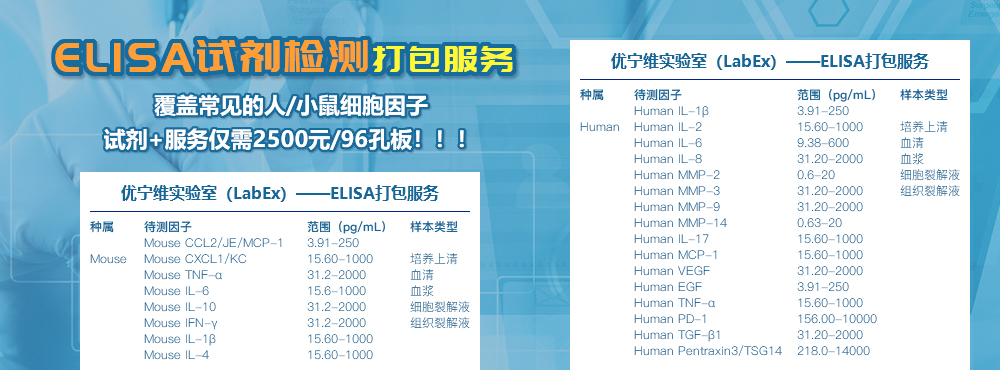 ELISA试剂检测打包服务
覆盖常见的人/小鼠细胞因子
试剂+服务仅需2500元/96孔板！！！
优宁维实验室（LabEx）——ELISA打包服务
种属 待测因子 范围（pg/mL） 样本类型
Mouse CCL2/JE/MCP-1 3.91-250
Mouse Mouse CXCL1/KC 15.60-1000 培养上清
Mouse TNF-α 31.2-2000 血清
Mouse IL-6 15.6-1000 血浆
Mouse IL-10 31.2-2000 细胞裂解液
Mouse IFN-γ 31.2-2000 组织裂解液
Mouse IL-1β 15.60-1000
Mouse IL-4 15.60-1000
优宁维实验室（LabEx）——ELISA打包服务
种属 待测因子 范围（pg/mL） 样本类型
Human IL-1β 3.91-250
Human Human IL-2 15.60-1000 培养上清
Human IL-6 9.38-600 血清
Human IL-8 31.20-2000 血浆
Human MMP-2 0.6-20 细胞裂解液
Human MMP-3 31.20-2000 组织裂解液
Human MMP-9 31.20-2000
Human MMP-14 0.63-20
Human IL-17 15.60-1000
Human MCP-1 15.60-1000
Human VEGF 31.20-2000
Human EGF 3.91-250
Human TNF-α 15.60-1000
Human PD-1 156.00-10000
Human TGF-β1 31.20-2000
Human Pentraxin3/TSG14 218.0-14000